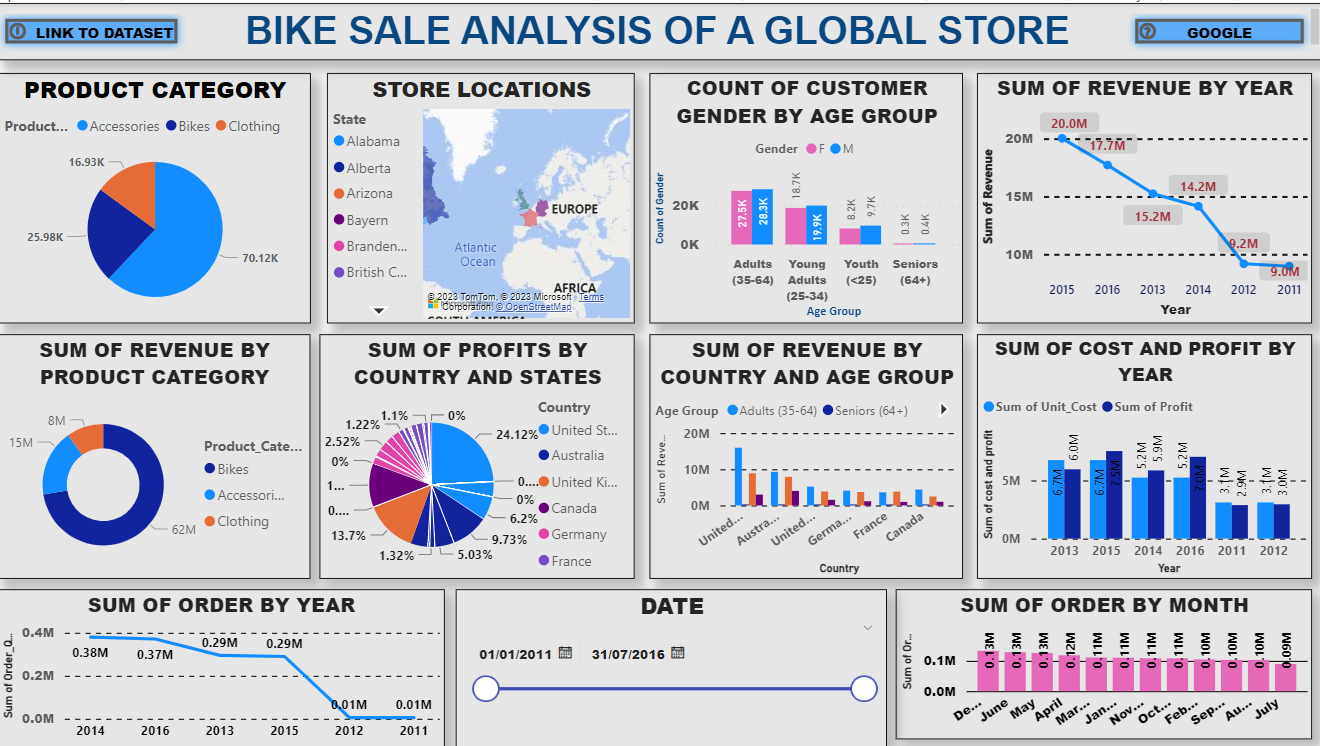 LINK TO DATASET
BIKE SALE ANALYSIS OF A GLOBAL STORE
GOOGLE
PRODUCT CATEGORY
Product... Accessories Bikes Clothing
16.93K
25.98K
70.12K
STORE LOCATIONS
State
Alabama
Alberta
Arizona
Bayern
Branden...
British C...
EUROPE
Atlantic
Ocean
AFRICA
© 2023 TomTom, © 2023 Microsoft Terms
Corporation, © OpenStreetMap
SOUTH AMERICA
COUNT OF CUSTOMER
GENDER BY AGE GROUP
Gender F M
Count of Gender
20K
0K
27.5K
28.3K
18.7K
19.9K
8.2K
9.7K
0.3K
0.4K
Adults
(35-64)
Young
Adults
(25-34)
Youth
(<25)
Seniors
(64+)
Age Group
SUM OF REVENUE BY YEAR
Sum of Revenue
20M
15M
10M
20.0M
17.7M
15.2M
14.2M
9.2M
9.0M
2015 2016 2013 2014 2012 2011
Year
SUM OF REVENUE BY
PRODUCT CATEGORY
8M
15M
62M
Product_Cate...
Bikes
Accessori...
Clothing
SUM OF PROFITS BY
COUNTRY AND STATES
1.1%
0%
1.22%
2.52%
0%
1...
0....
13.7%
1.32%
5.03%
9.73%
6.2%
0%
0....
24.12%
Country
United St...
Australia
United Ki...
Canada
Germany
France
SUM OF REVENUE BY
COUNTRY AND AGE GROUP
Age Group Adults (35-64) Seniors (64+)
Sum of Reve...
20M
10M
0M
United... Austra... United... Germa... France Canada
Country
SUM OF COST AND PROFIT BY
YEAR
Sum of Unit_Cost Sum of Profit
Sum of cost and profit
5M
0M
6.7M
6.0M
6.7M
7.5M
5.2M
5.9M
5.2M
7.0M
3.1M
2.9M
3.1M
3.0M
2013 2015 2014 2016 2011 2012
Year
SUM OF ORDER BY YEAR
Sum of Order_Q...
0.4M
0.2M
0.0M
0.38M
0.37M
0.29M
0.29M
0.01M
0.01M
2014 2016 2013 2015 2012 2011
DATE
01/01/2011 31/07/2016
SUM OF ORDER BY MONTH
Sum of Or...
0.1M
0.0M
0.13M
0.13M
0.13M
0.12M
0.11M
0.11M
0.11M
0.11M
0.10M
0.10M
0.10M
0.09M
De... June May April Mar... Jan... Nov... Oct... Feb... Sep... Au... July